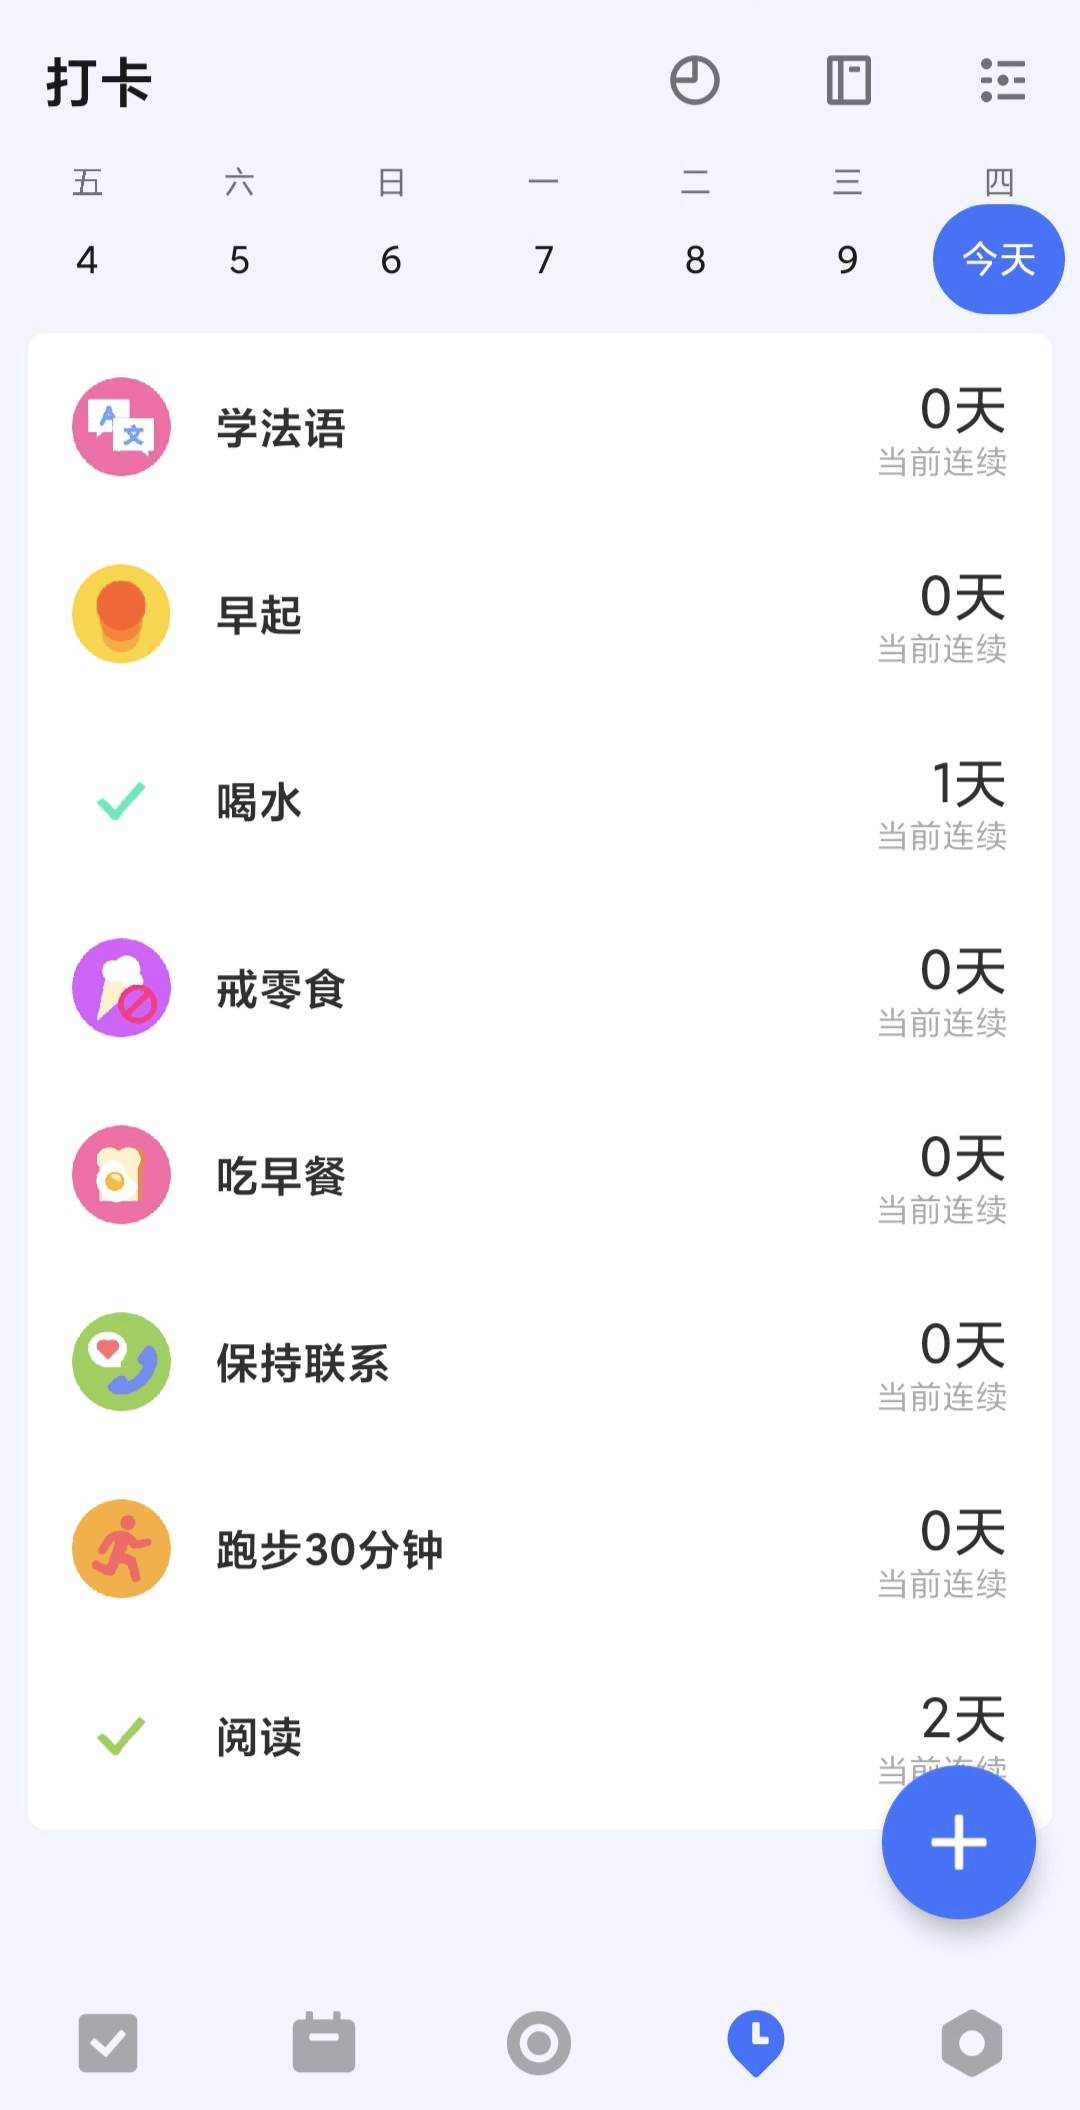 打卡
五 六 日 一 二 三 四
4 5 6 7 8 9 今天
学法语
0天
当前连续
早起
0天
当前连续
喝水
1天
当前连续
戒零食
0天
当前连续
吃早餐
0天
当前连续
保持联系
0天
当前连续
跑步30分钟
0天
当前连续
阅读
2天
当前连续